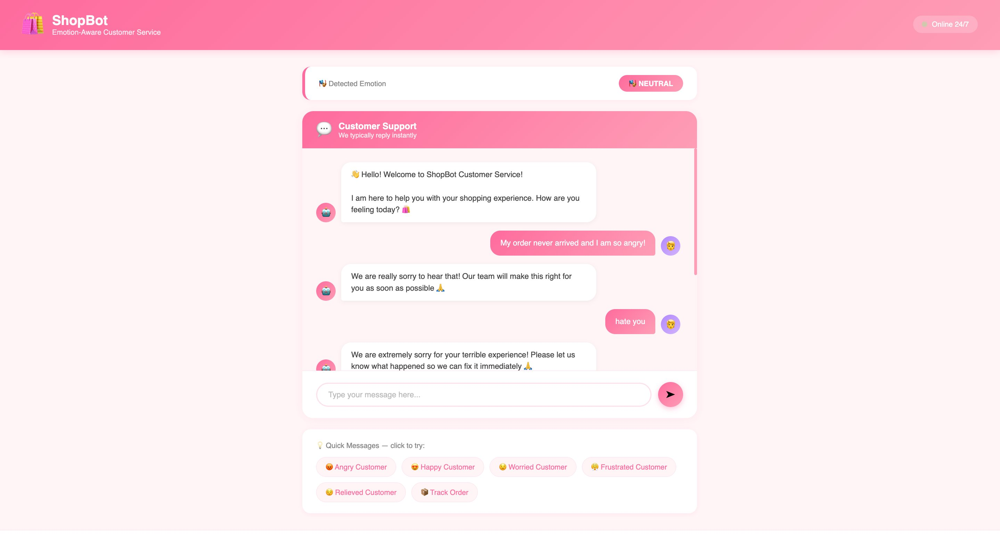 ShopBot
Emotion-Aware Customer Service
Online 24/7
🎭 Detected Emotion
🎭 NEUTRAL
Customer Support
We typically reply instantly
👋 Hello! Welcome to ShopBot Customer Service!
I am here to help you with your shopping experience. How are you
feeling today? 🛍️
My order never arrived and I am so angry!
We are really sorry to hear that! Our team will make this right for
you as soon as possible 🙏
hate you
We are extremely sorry for your terrible experience! Please let us
know what happened so we can fix it immediately 🙏
Type your message here...
💡 Quick Messages — click to try:
😡 Angry Customer
😍 Happy Customer
😟 Worried Customer
😤 Frustrated Customer
😌 Relieved Customer
📦 Track Order